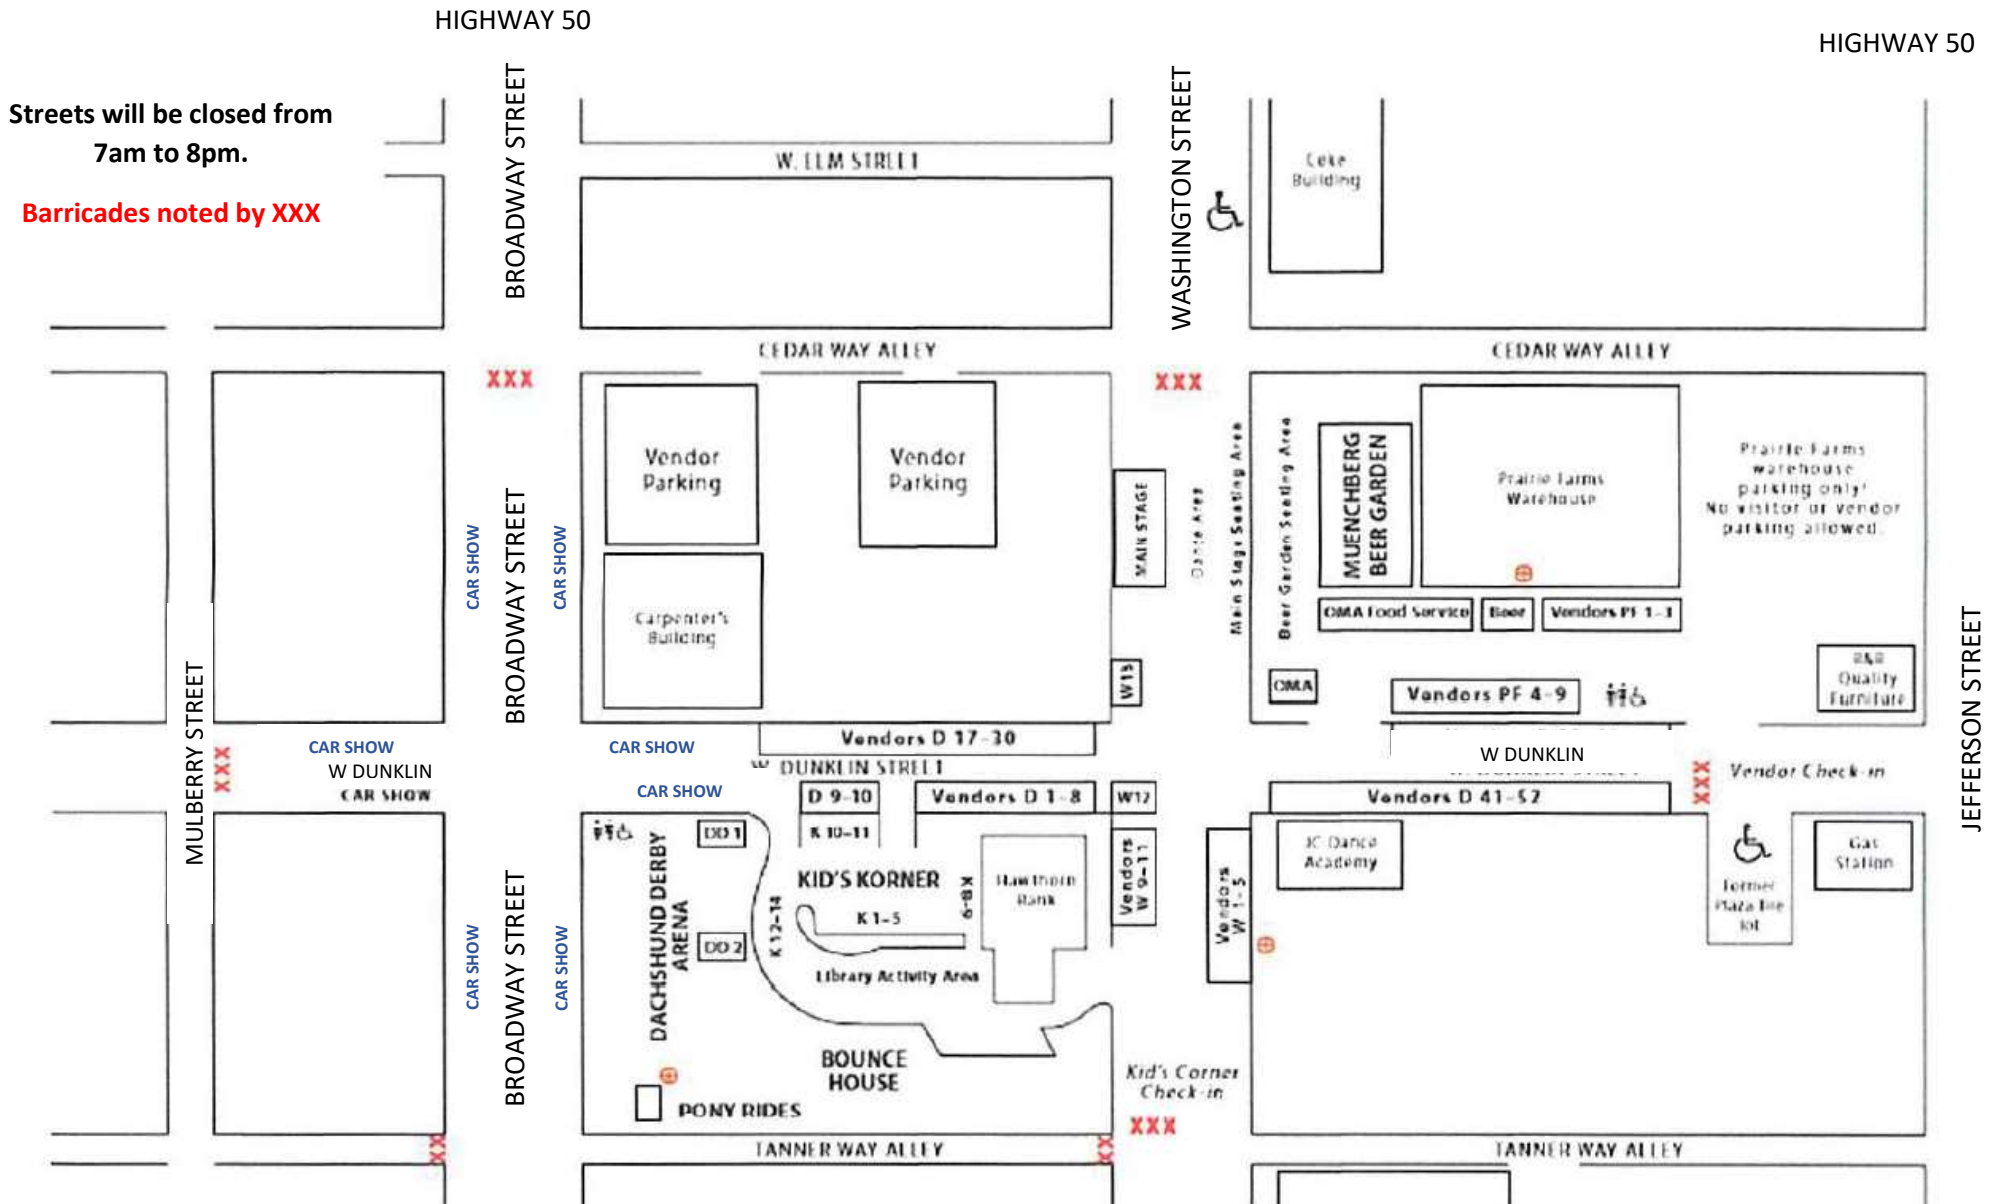 HIGHWAY 50
HIGHWAY 50
Streets will be closed from
7am to 8pm.
Barricades noted by XXX
BROADWAY STREET
WASHINGTON STREET
W. ELM STREET
Coke
Building
CEDAR WAY ALLEY
CEDAR WAY ALLEY
XXX
XXX
Vendor
Parking
Vendor
Parking
MAIN STAGE
Main Stage Seating Area
Beer Garden Seating Area
MUENCHBERG
BEER GARDEN
Prairie Farms
Warehouse
Prairie Farms
warehouse
parking only!
No visitor or vendor
parking allowed.
CAR SHOW
BROADWAY STREET
CAR SHOW
Carpenter's
Building
OMA Food Service
Beer
Vendors PF 1-3
MULBERRY STREET
JEFFERSON STREET
W13
OMA
Vendors PF 4-9
Quality
Furniture
XXX
CAR SHOW
W DUNKLIN
CAR SHOW
CAR SHOW
Vendors D 17-30
W DUNKLIN STREET
CAR SHOW
W DUNKLIN
XXX
Vendor Check-in
D 9-10
Vendors D 1-8
W12
Vendors D 41-52
DD 1
K 10-11
KID'S KORNER
K 12-14
K 1-5
Hawthorn
Bank
Vendors
W 9-11
Vendors
W 1-5
JC Dance
Academy
Former
Plaza Tire
lot
Gas
Station
DACHSHUND DERBY
ARENA
DD 2
Library Activity Area
CAR SHOW
BROADWAY STREET
CAR SHOW
BOUNCE
HOUSE
PONY RIDES
Kid's Corner
Check-in
XXX
XX
TANNER WAY ALLEY
XX
TANNER WAY ALLEY